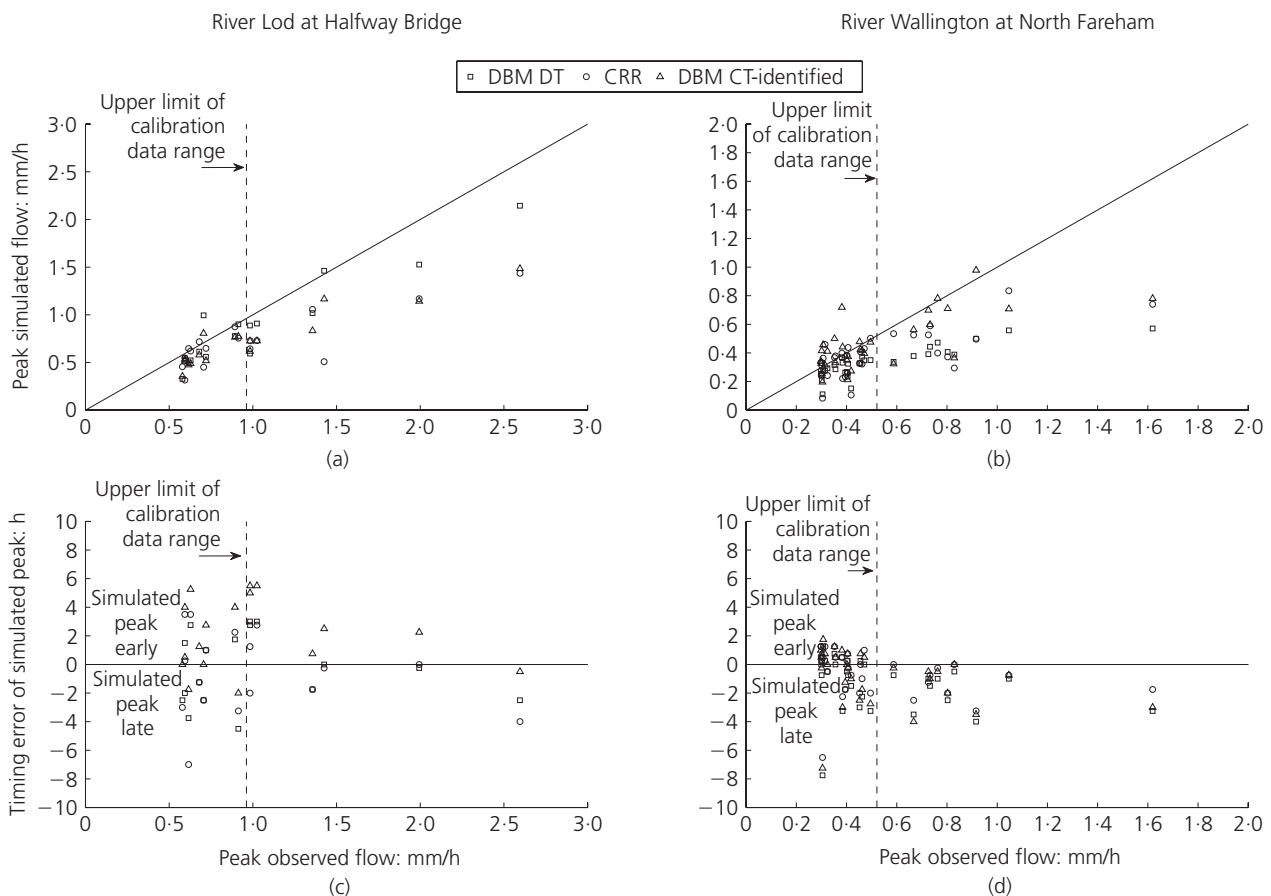 River Lod at Halfway Bridge
River Wallington at North Fareham
DBM DT CRR DBM CT-identified
Upper limit of
calibration
data range
Peak simulated flow: mm/h
3·0
2·5
2·0
1·5
1·0
0·5
0
0 0·5 1·0 1·5 2·0 2·5 3·0
(a)
Upper limit
of calibration
data range
2·0
1·8
1·6
1·4
1·2
1·0
0·8
0·6
0·4
0·2
0
0 0·2 0·4 0·6 0·8 1·0 1·2 1·4 1·6 1·8 2·0
(b)
Upper limit of
calibration
data range
Timing error of simulated peak: h
10
8
6
4
2
0
−2
−4
−6
−8
−10
Simulated
peak
early
Simulated
peak
late
0 0·5 1·0 1·5 2·0 2·5 3·0
Peak observed flow: mm/h
(c)
Upper limit of
calibration
data range
10
8
6
4
2
0
−2
−4
−6
−8
−10
Simulated
peak
early
Simulated
peak
late
0 0·2 0·4 0·6 0·8 1·0 1·2 1·4 1·6 1·8 2·0
Peak observed flow: mm/h
(d)